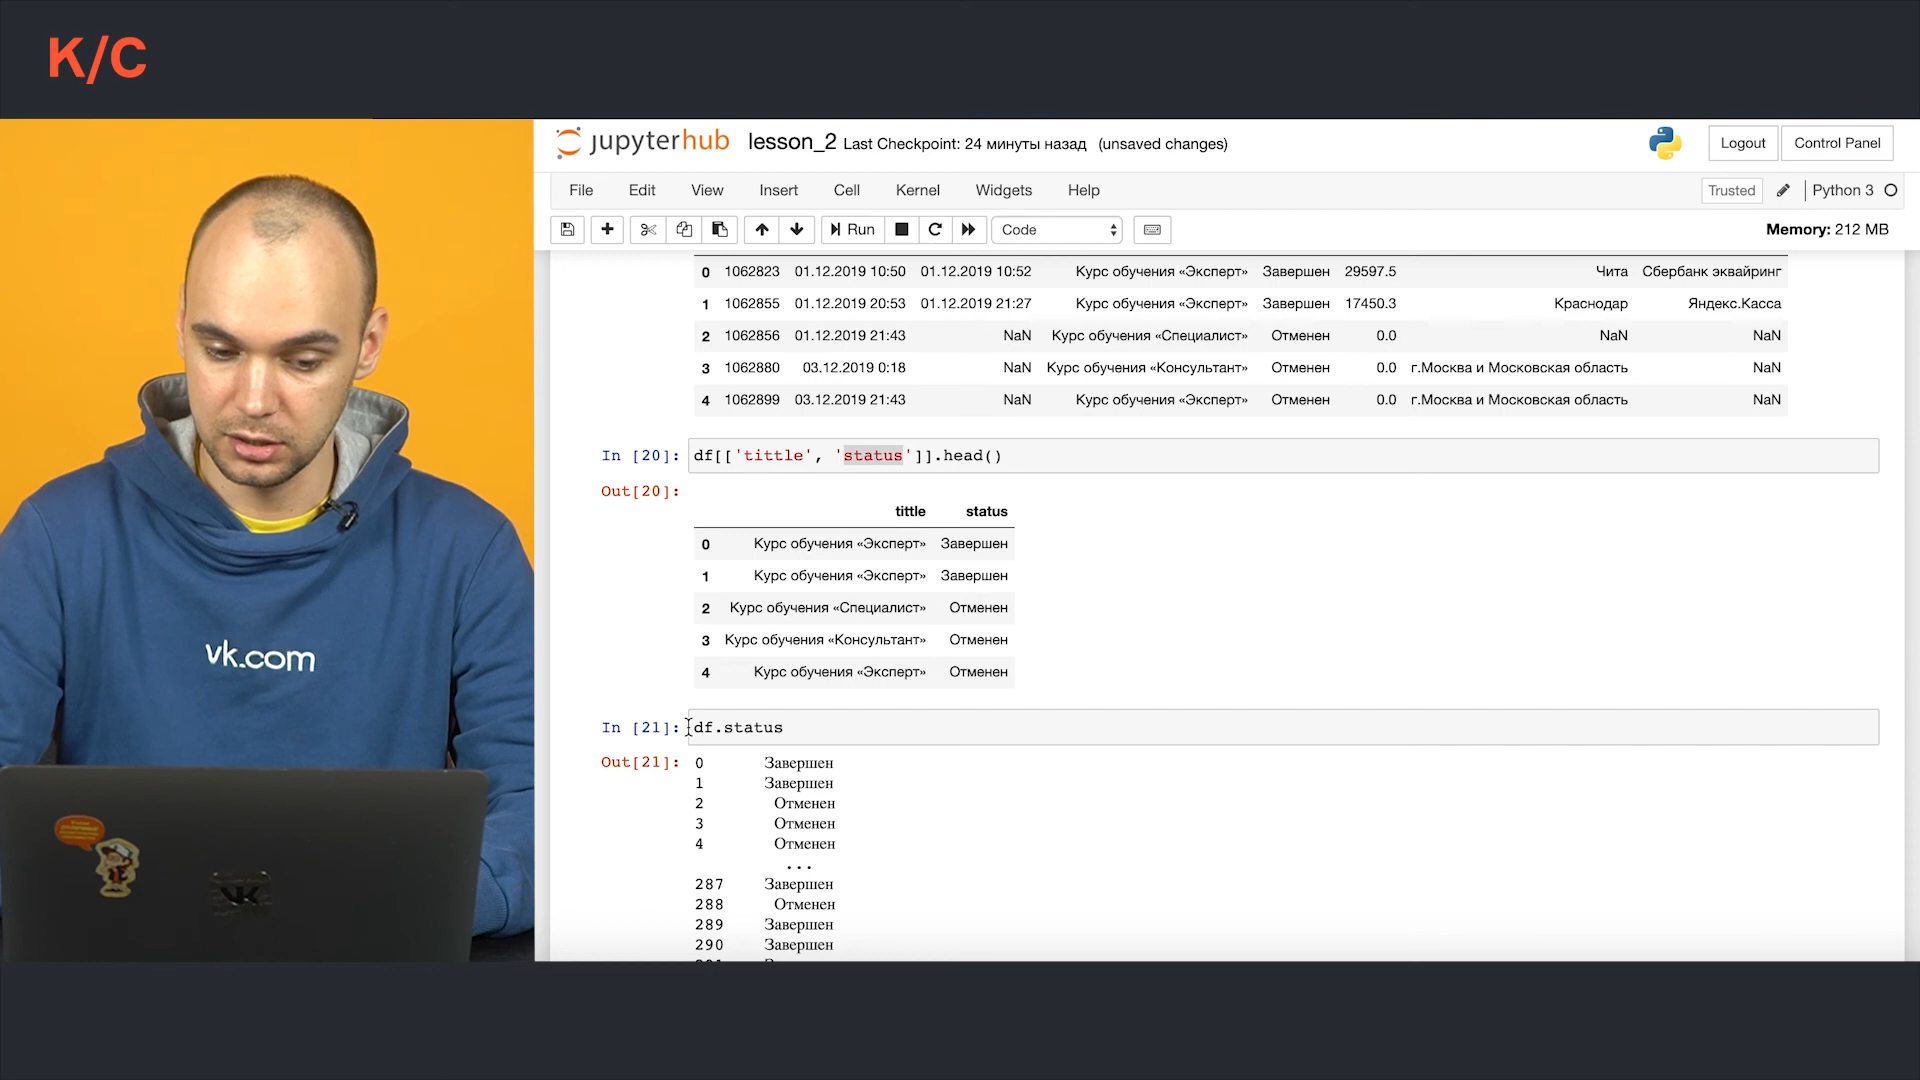 K/C
jupyterhub lesson_2 Last Checkpoint: 24 минуты назад (unsaved changes) Logout Control Panel
File Edit View Insert Cell Kernel Widgets Help Trusted Python 3
Run Code Memory: 212 MB
0 1062823 01.12.2019 10:50 01.12.2019 10:52 Курс обучения «Эксперт» Завершен 29597.5 Чита Сбербанк эквайринг
1 1062855 01.12.2019 20:53 01.12.2019 21:27 Курс обучения «Эксперт» Завершен 17450.3 Краснодар Яндекс.Касса
2 1062856 01.12.2019 21:43 NaN Курс обучения «Специалист» Отменен 0.0 NaN NaN
3 1062880 03.12.2019 0:18 NaN Курс обучения «Консультант» Отменен 0.0 г.Москва и Московская область NaN
4 1062899 03.12.2019 21:43 NaN Курс обучения «Эксперт» Отменен 0.0 г.Москва и Московская область NaN
In [20]: df[['tittle', 'status']].head()
Out[20]:
tittle status
0 Курс обучения «Эксперт» Завершен
1 Курс обучения «Эксперт» Завершен
2 Курс обучения «Специалист» Отменен
3 Курс обучения «Консультант» Отменен
4 Курс обучения «Эксперт» Отменен
In [21]: df.status
Out[21]: 0 Завершен
1 Завершен
2 Отменен
3 Отменен
4 Отменен
...
287 Завершен
288 Отменен
289 Завершен
290 Завершен
vk.com